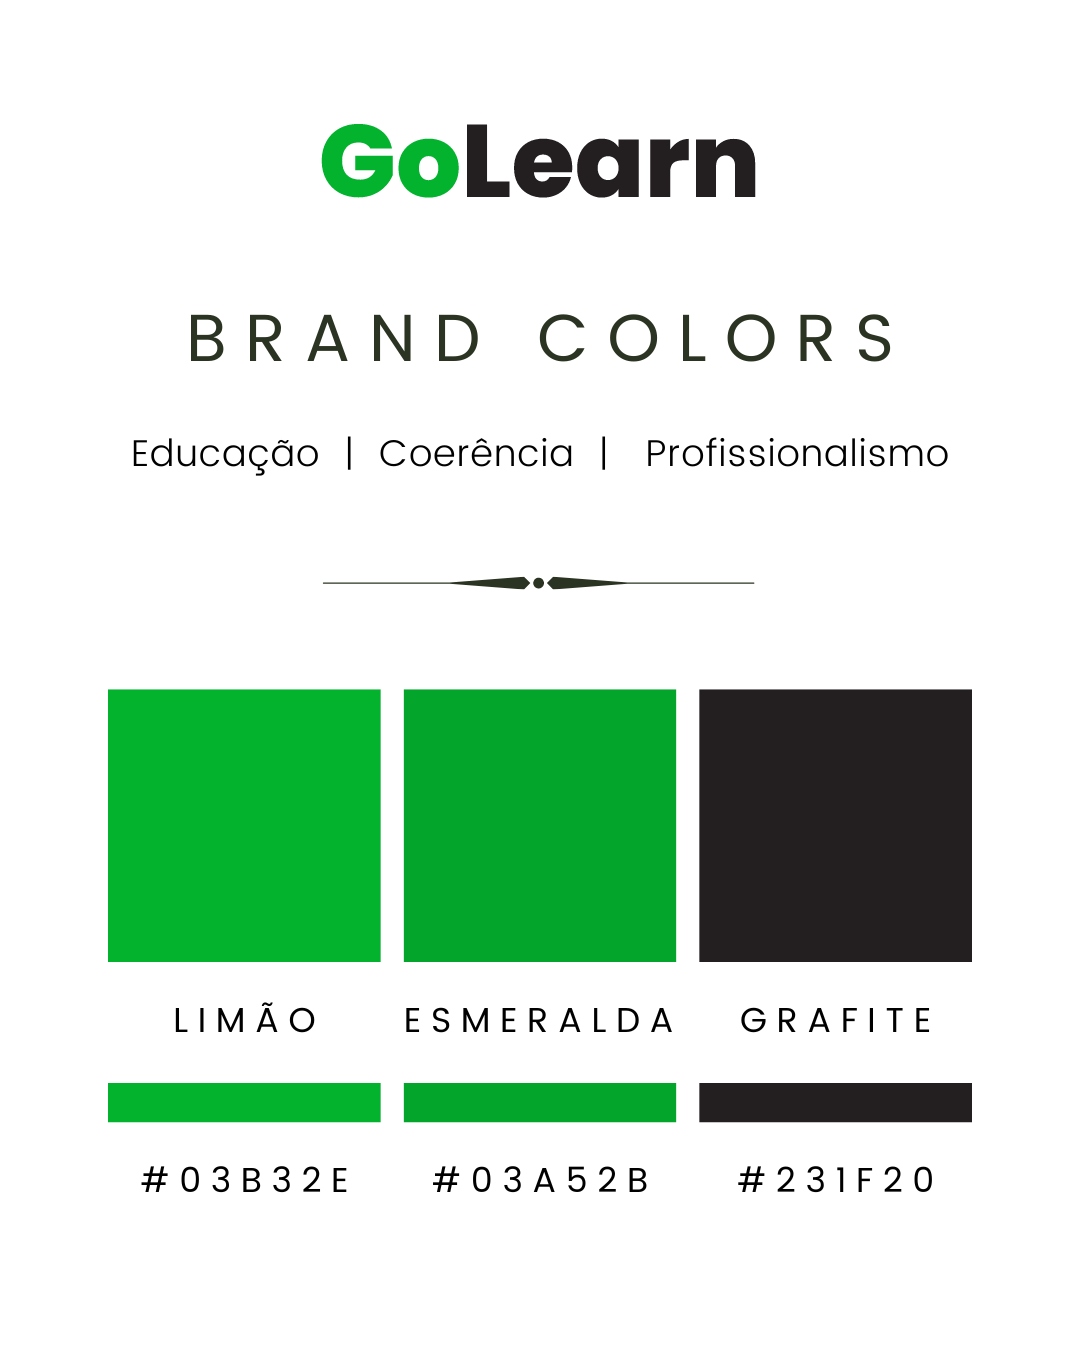 GoLearn
BRAND COLORS
Educação | Coerência | Profissionalismo
LIMÃO ESMERALDA GRAFITE
#03B32E #03A52B #231F20